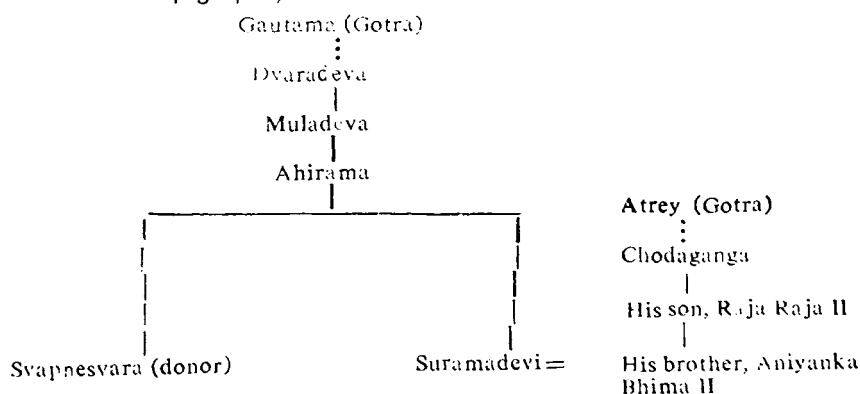 Gautama (Gotra)
Dvaradeva
Muladeva
Ahirama
Atrey (Gotra)
Chodaganga
His son, Raja Raja II
Svapnesvara (donor)
Suramadevi =
His brother, Aniyanka
Bhima II